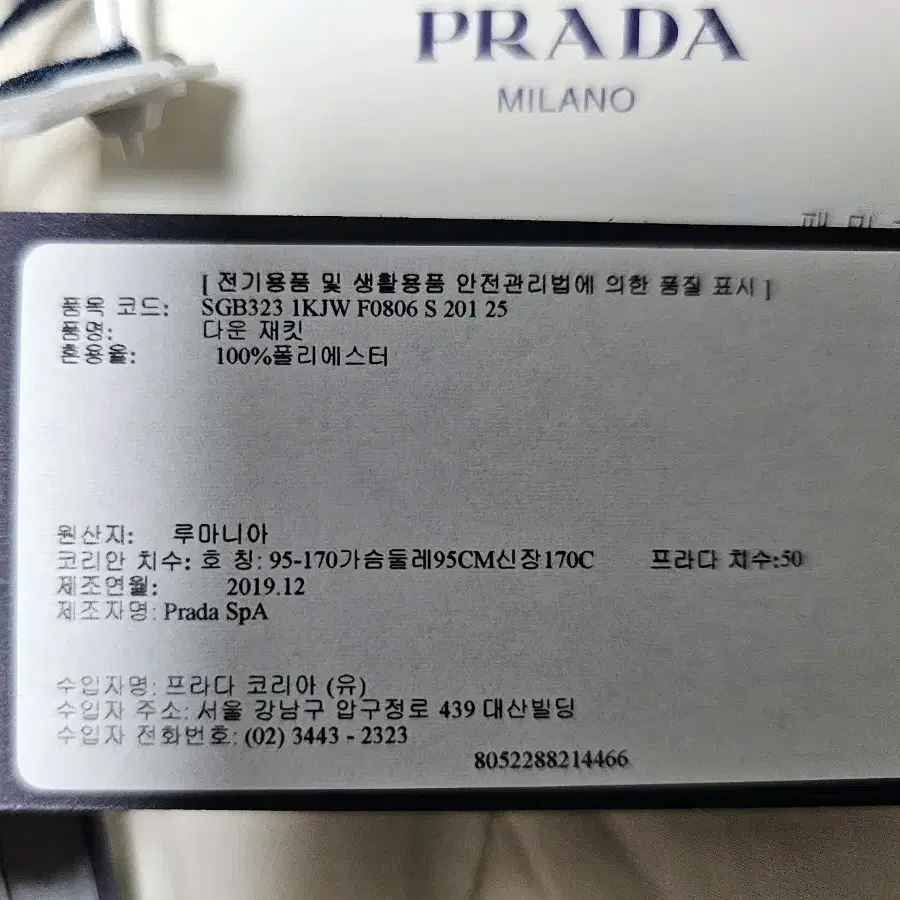 PRADA
MILANO
[ 전기용품 및 생활용품 안전관리법에 의한 품질 표시 ]
품목 코드: SGB323 1KJW F0806 S 201 25
품명: 다운 재킷
혼용율: 100%폴리에스터
원산지: 루마니아
코리안 치수: 호 칭: 95-170가슴둘레95CM신장170C 프라다 치수:50
제조연월: 2019.12
제조자명: Prada SpA
수입자명: 프라다 코리아 (유)
수입자 주소: 서울 강남구 압구정로 439 대산빌딩
수입자 전화번호: (02) 3443 - 2323
8052288214466